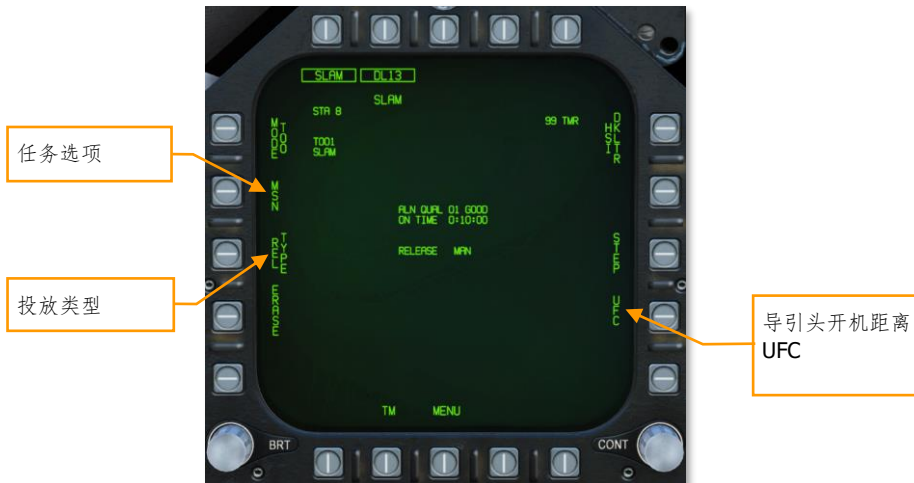 SLAM DL13
SLAM
STA 8
99 TMR
MODE
TOO
HSI
DKLTR
T001
SLAM
任务选项
MSN
ALN QUAL 01 GOOD
ON TIME 0:10:00
REL
TYPE
RELEASE MAN
STEP
投放类型
ERASE
UFC
导引头开机距离
UFC
TM MENU
BRT
CONT